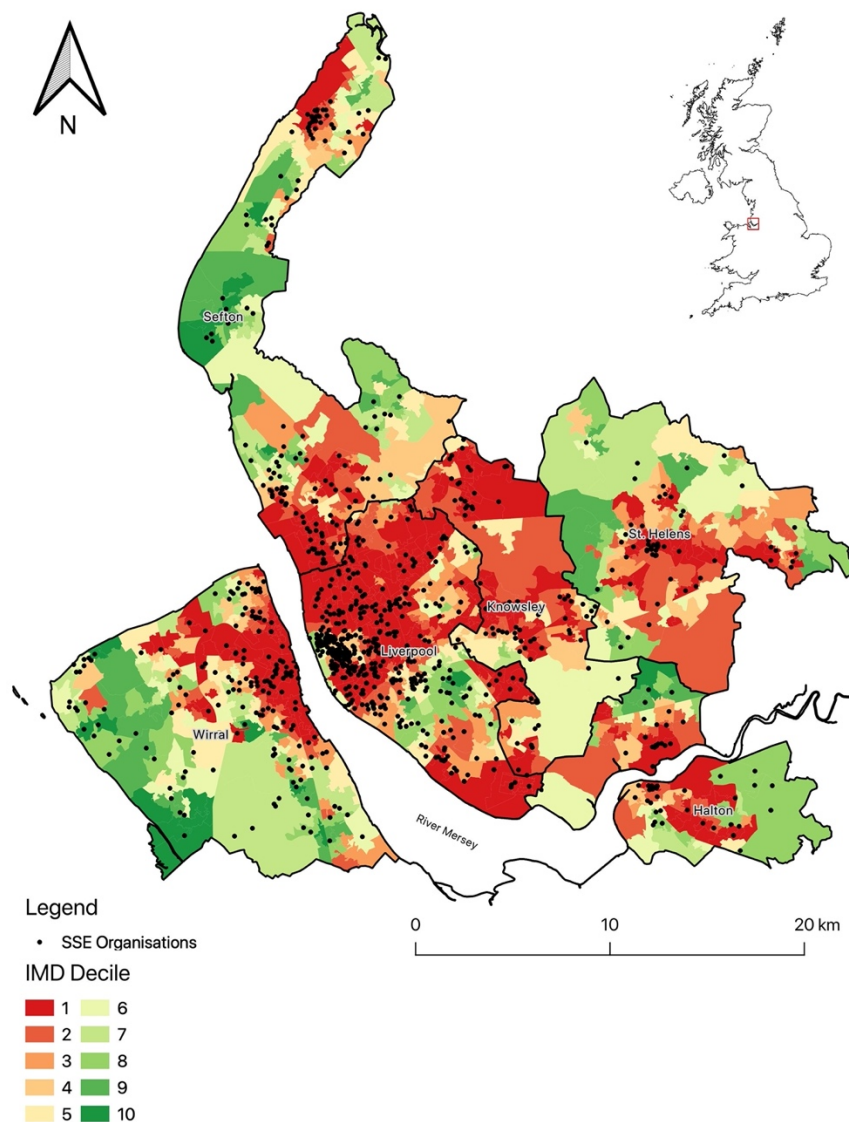 N
Sefton
St. Helens
Knowsley
Liverpool
Wirral
River Mersey
Halton
Legend
SSE Organisations
0 10 20 km
IMD Decile
1 6
2 7
3 8
4 9
5 10